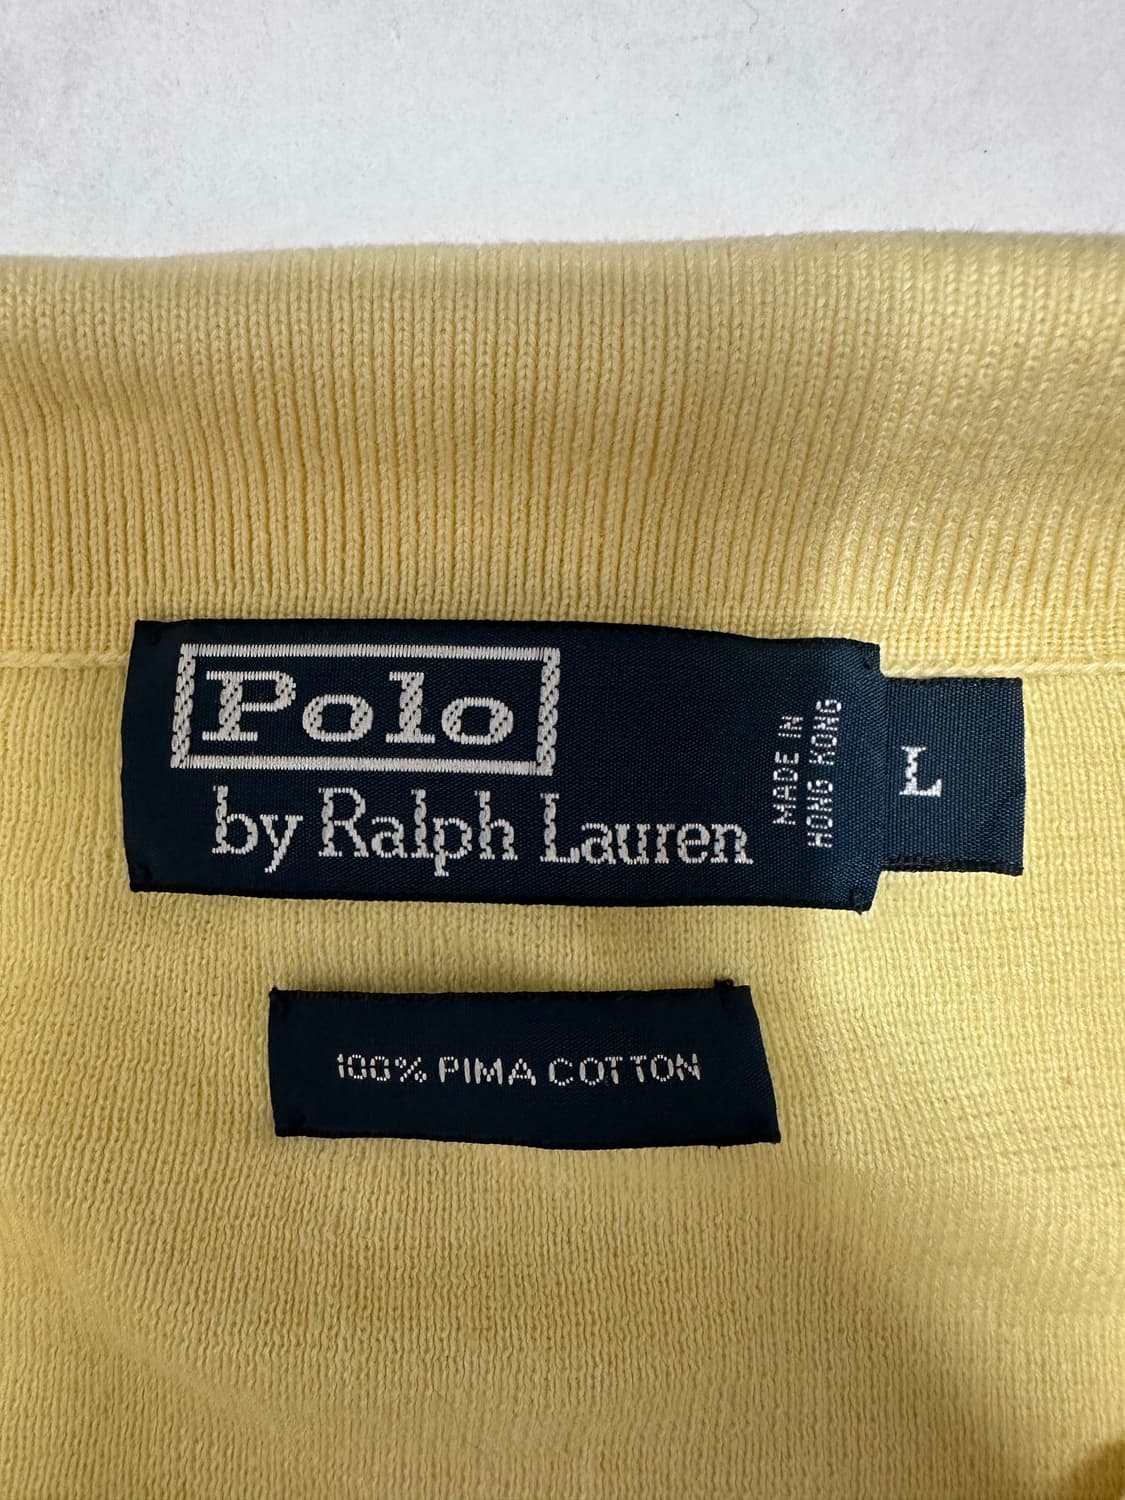 Polo
by Ralph Lauren
MADE IN
HONG KONG
L
100% PIMA COTTON